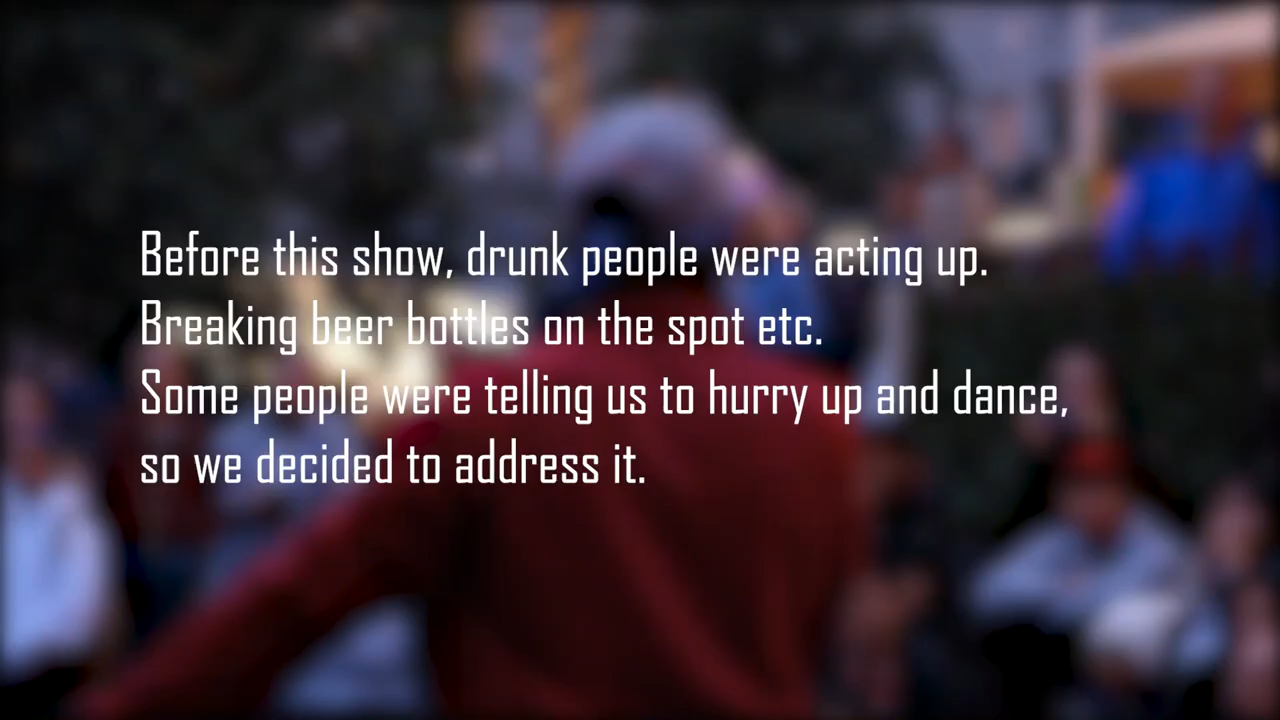 Before this show, drunk people were acting up.
Breaking beer bottles on the spot etc.
Some people were telling us to hurry up and dance,
so we decided to address it.